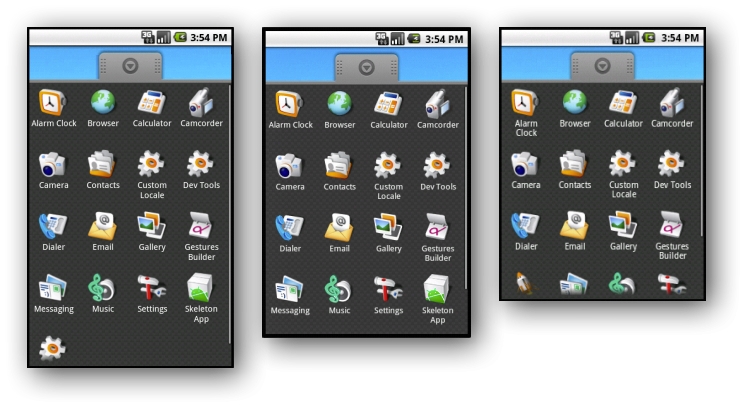 3G 3:54 PM
Alarm Clock Browser Calculator Camcorder
Camera Contacts Custom Dev Tools
Locale
Dialer Email Gallery Gestures
Builder
Messaging Music Settings Skeleton
App
3G 3:54 PM
Alarm Clock Browser Calculator Camcorder
Camera Contacts Custom Dev Tools
Locale
Dialer Email Gallery Gestures
Builder
Messaging Music Settings Skeleton
App
3G 3:54 PM
Alarm Browser Calculator Camcorder
Clock
Camera Contacts Custom Dev Tools
Locale
Dialer Email Gallery Gestures
Builder